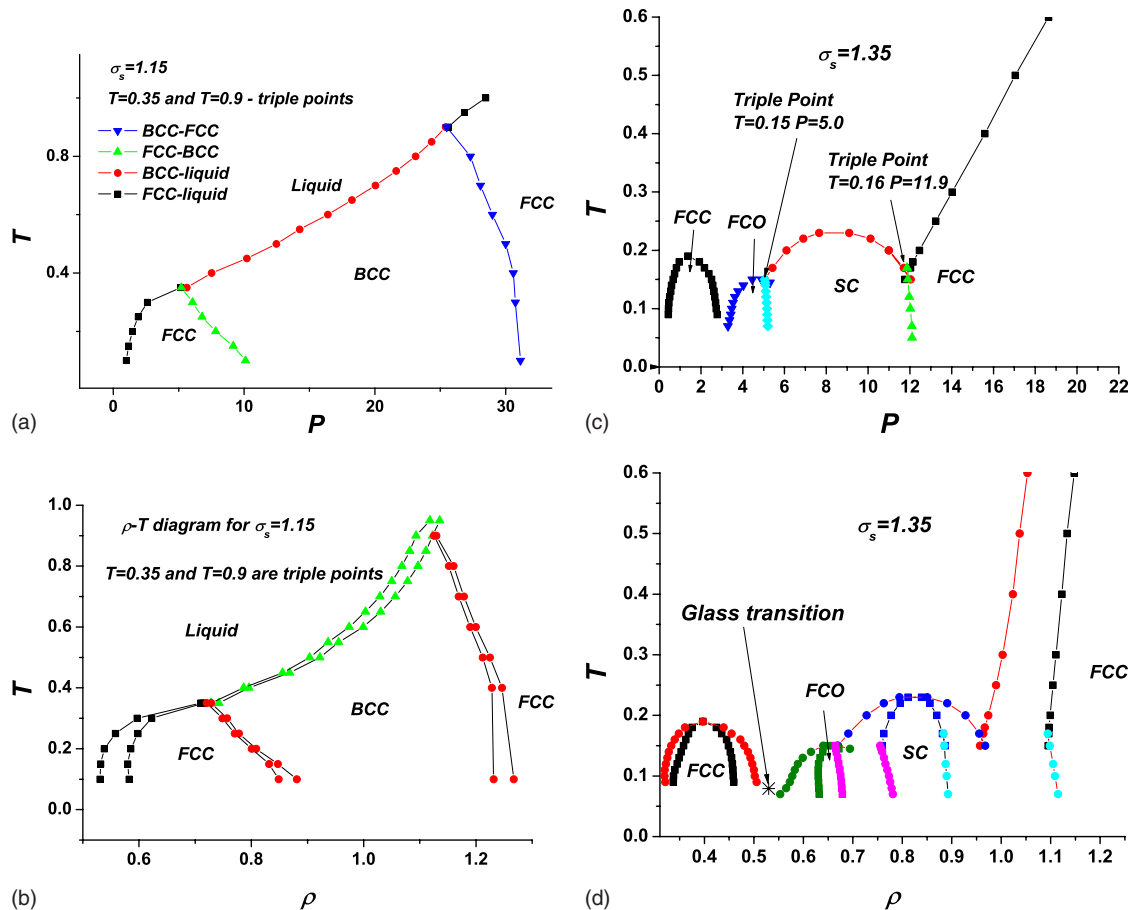 σs=1.15
T=0.35 and T=0.9 - triple points
BCC-FCC
FCC-BCC
BCC-liquid
FCC-liquid
Liquid
FCC
BCC
FCC
T
0.8
0.4
0 10 20 30
P
(a)
σs=1.35
Triple Point
T=0.15 P=5.0
Triple Point
T=0.16 P=11.9
FCC
FCO
SC
FCC
T
0.6
0.5
0.4
0.3
0.2
0.1
0.0
0 2 4 6 8 10 12 14 16 18 20 22
P
(c)
ρ-T diagram for σs=1.15
T=0.35 and T=0.9 are triple points
Liquid
BCC
FCC
FCC
T
1.0
0.9
0.8
0.7
0.6
0.5
0.4
0.3
0.2
0.1
0.0
0.6 0.8 1.0 1.2
ρ
(b)
σs=1.35
Glass transition
FCC
FCO
SC
FCC
T
0.6
0.5
0.4
0.3
0.2
0.1
0.0
0.4 0.5 0.6 0.7 0.8 0.9 1.0 1.1 1.2
ρ
(d)